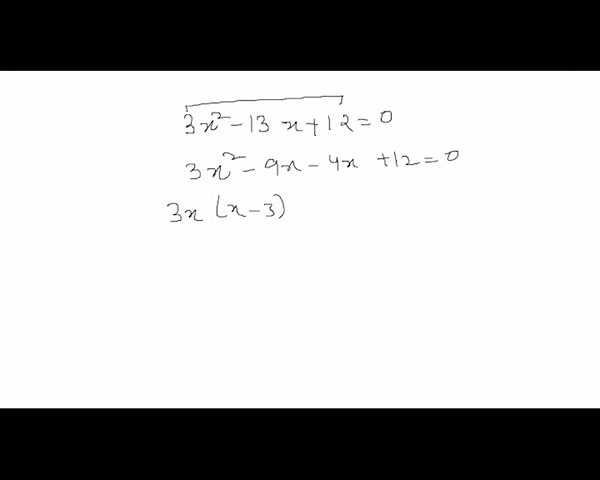 3x² - 13x + 12 = 0
3x² - 9x - 4x + 12 = 0
3x (x - 3)